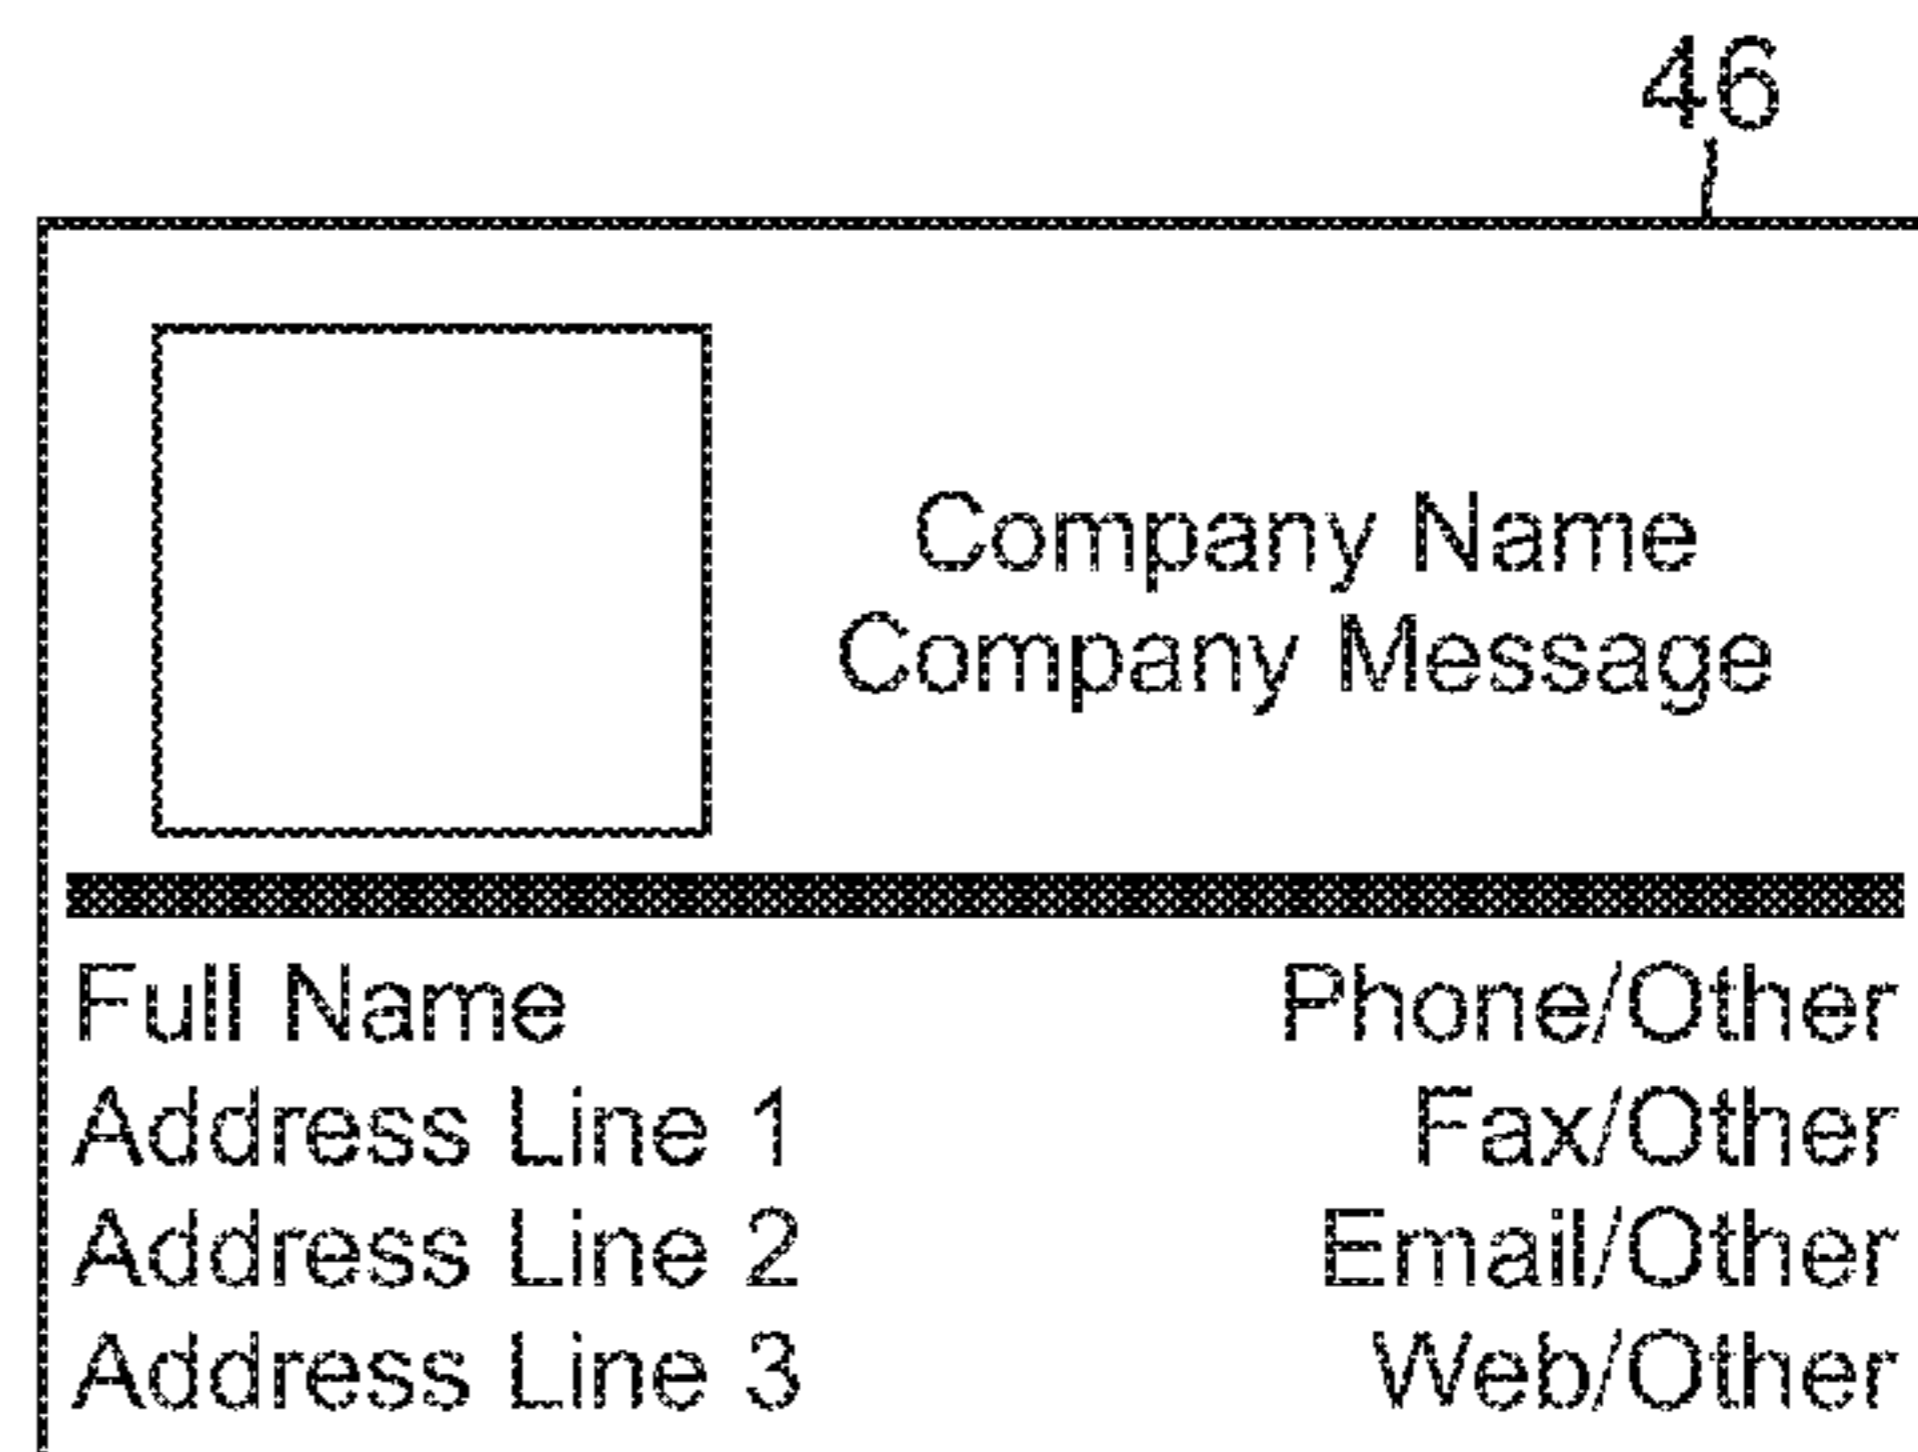 46
Company Name
Company Message
Full Name
Phone/Other
Address Line 1
Fax/Other
Address Line 2
Email/Other
Address Line 3
Web/Other